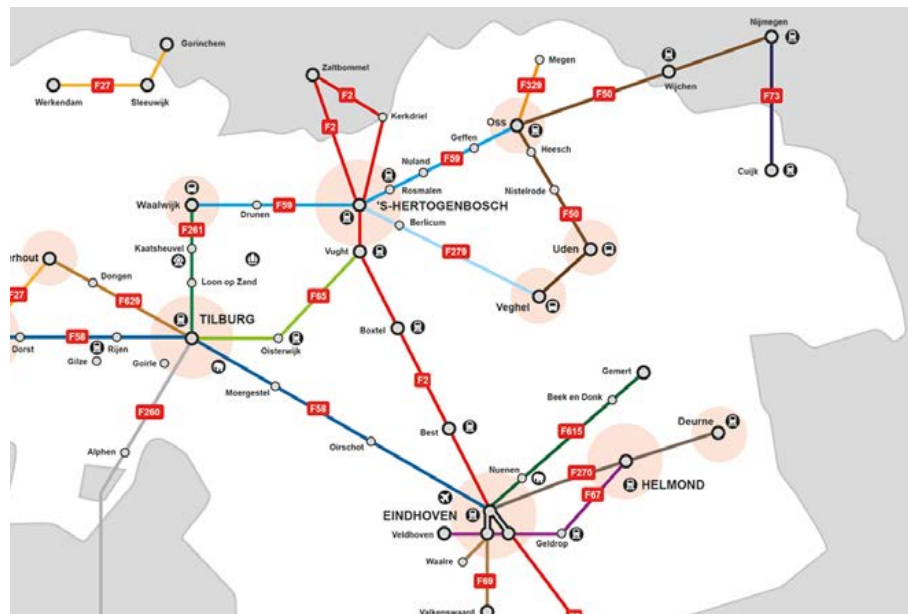 Gorinchem
Nijmegen
Zaltbommel
Megen
Wijchen
F27
F2
F329
F50
F73
Werkendam
Sleeuwijk
Kerkdriel
Oss
F2
Geffen
Heesch
Nuland
F59
Cuijk
Rosmalen
Nistelrode
Waalwijk
Drunen
F59
'S-HERTOGENBOSCH
F50
F261
Berlicum
Kaatsheuvel
Vught
F279
Uden
erhout
Dongen
Loon op Zand
F65
Veghel
F27
F629
TILBURG
Boxtel
F58
Dorst
Rijen
Oisterwijk
Gilze
Goirle
Gemert
Moergestel
F2
Beek en Donk
F260
F58
Deurne
Best
F615
Oirschot
Alphen
Nuenen
F270
HELMOND
F67
EINDHOVEN
Veldhoven
Geldrop
Waalre
F69
Valkenswaard